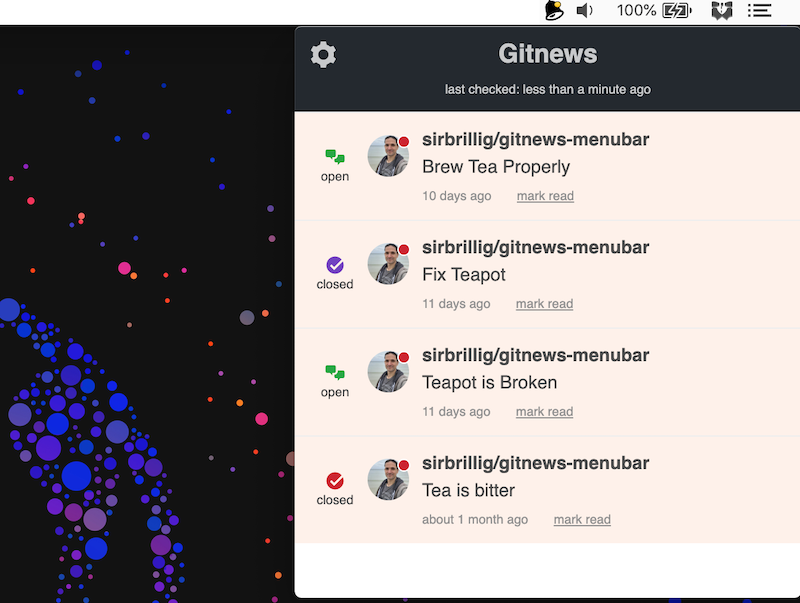 100%
Gitnews
last checked: less than a minute ago
sirbrillig/gitnews-menubar
Brew Tea Properly
open
10 days ago mark read
sirbrillig/gitnews-menubar
Fix Teapot
closed
11 days ago mark read
sirbrillig/gitnews-menubar
Teapot is Broken
open
11 days ago mark read
sirbrillig/gitnews-menubar
Tea is bitter
closed
about 1 month ago mark read